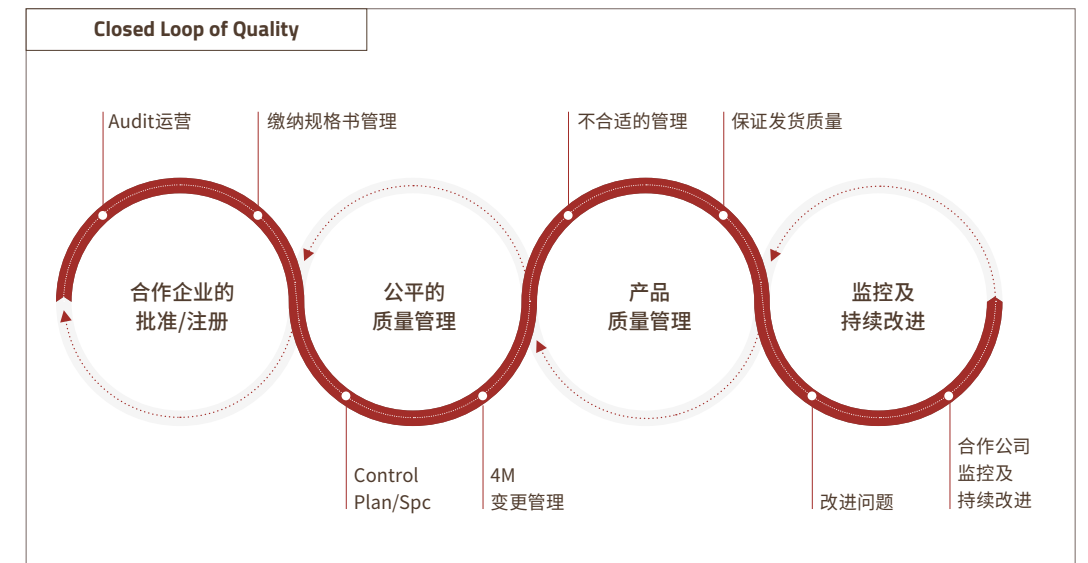 Closed Loop of Quality
Audit运营
缴纳规格书管理
不合适的管理
保证发货质量
合作企业的
批准/注册
公平的
质量管理
产品
质量管理
监控及
持续改进
Control
Plan/Spc
4M
变更管理
改进问题
合作公司
监控及
持续改进